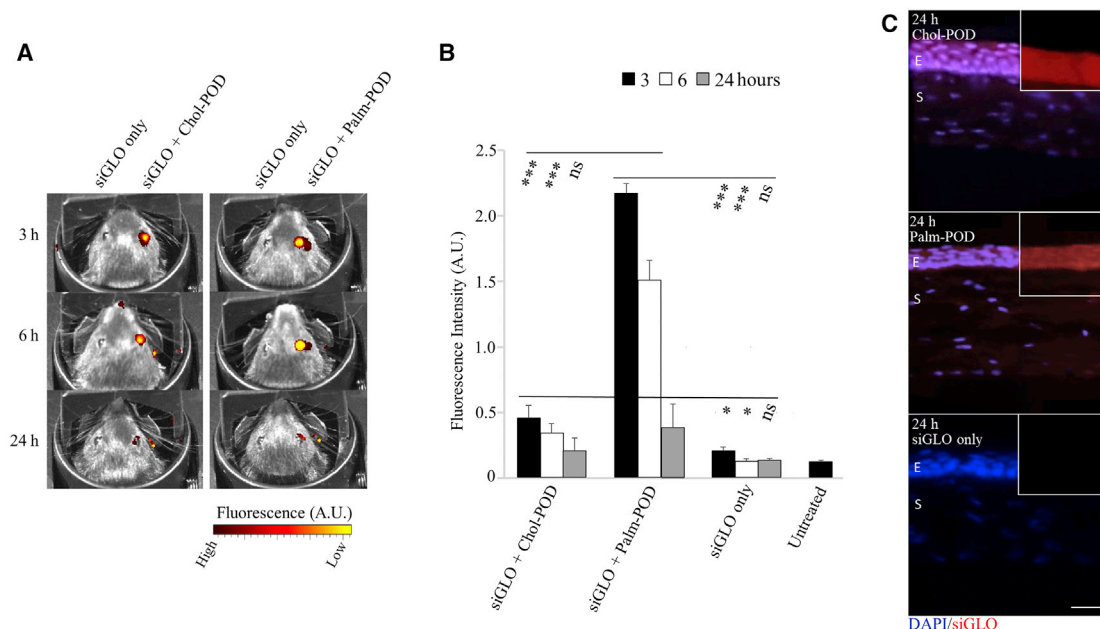 A
siGLO only
siGLO + Chol-POD
siGLO only
siGLO + Palm-POD
3 h
6 h
24 h
Fluorescence (A.U.)
High
Low
B
3 6 24 hours
Fluorescence Intensity (A.U.)
2.5
2.0
1.5
1.0
0.5
0
*** *** ns
*** *** ns
* * ns
siGLO + Chol-POD
siGLO + Palm-POD
siGLO only
Untreated
C
24 h
Chol-POD
E
S
24 h
Palm-POD
E
S
24 h
siGLO only
E
S
DAPI/siGLO